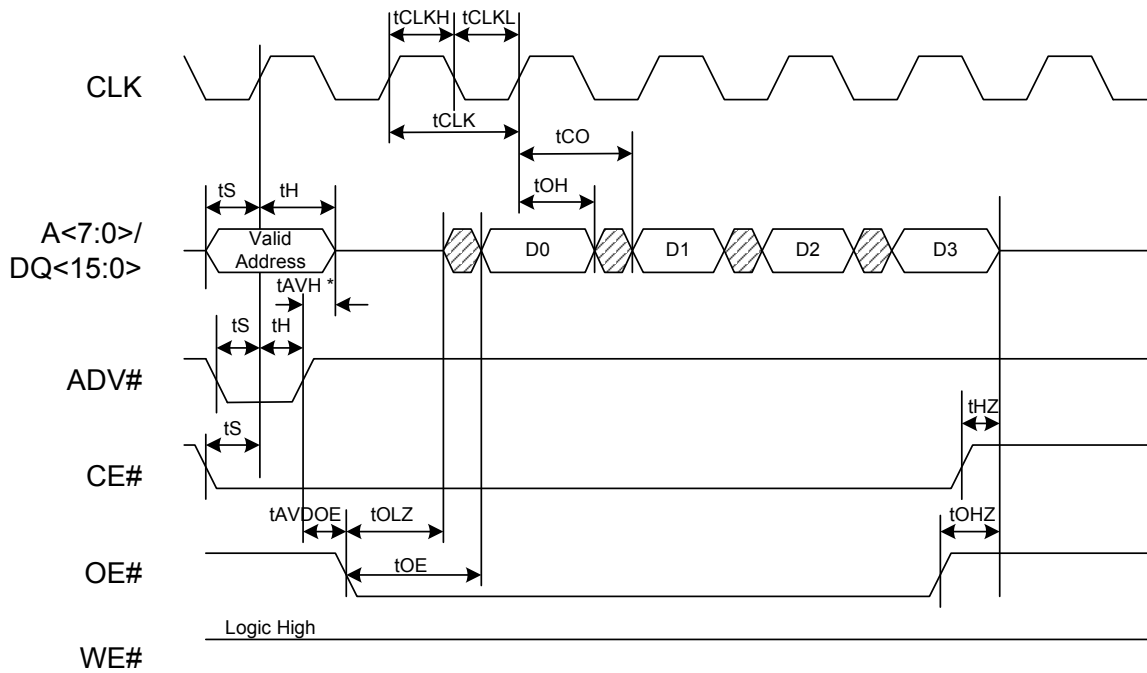 tCLKH tCLKL
CLK
tCLK
tCO
tS tH tOH
A<7:0>/
DQ<15:0>
Valid
Address
D0 D1 D2 D3
tAVH *
tS tH
ADV#
tHZ
tS
CE#
tAVDOE tOLZ tOHZ
tOE
OE#
Logic High
WE#